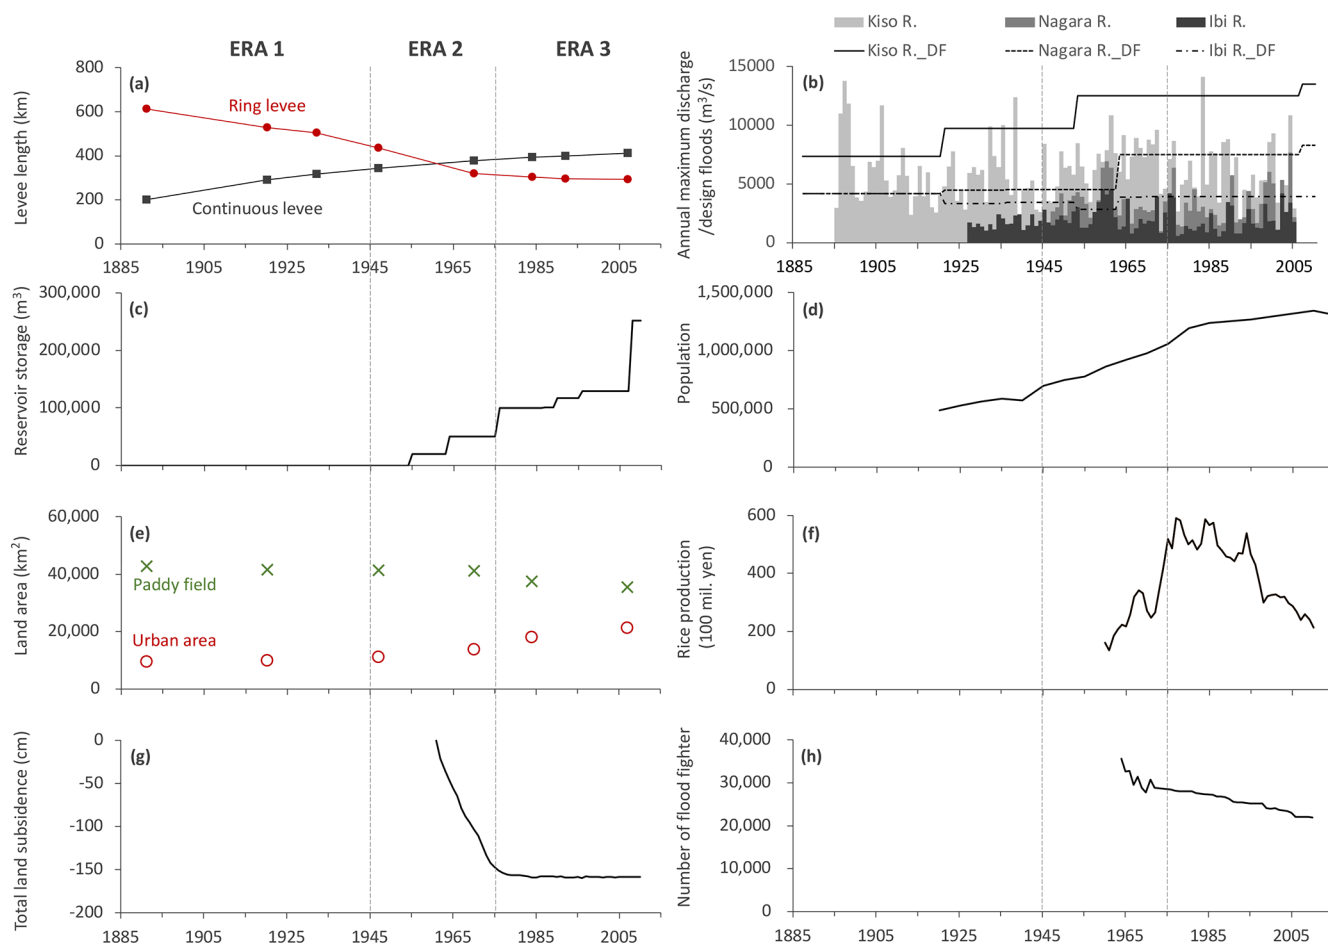 Kiso R. Nagara R. Ibi R.
Kiso R._DF Nagara R._DF Ibi R._DF
ERA 1 ERA 2 ERA 3
(a)
Levee length (km)
800
600
400
200
0
Ring levee
Continuous levee
1885 1905 1925 1945 1965 1985 2005
(b)
Annual maximum discharge
/design floods (m³/s)
15000
10000
5000
0
1885 1905 1925 1945 1965 1985 2005
(c)
Reservoir storage (m³)
300,000
200,000
100,000
0
(d)
Population
1,500,000
1,000,000
500,000
0
(e)
Land area (km²)
60,000
40,000
20,000
0
Paddy field
Urban area
(f)
Rice production
(100 mil. yen)
600
400
200
0
(g)
Total land subsidence (cm)
0
-50
-100
-150
-200
1885 1905 1925 1945 1965 1985 2005
(h)
Number of flood fighter
40,000
30,000
20,000
10,000
0
1885 1905 1925 1945 1965 1985 2005